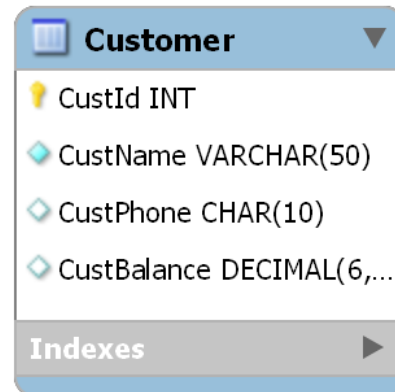 Customer
CustId INT
CustName VARCHAR(50)
CustPhone CHAR(10)
CustBalance DECIMAL(6,...
Indexes